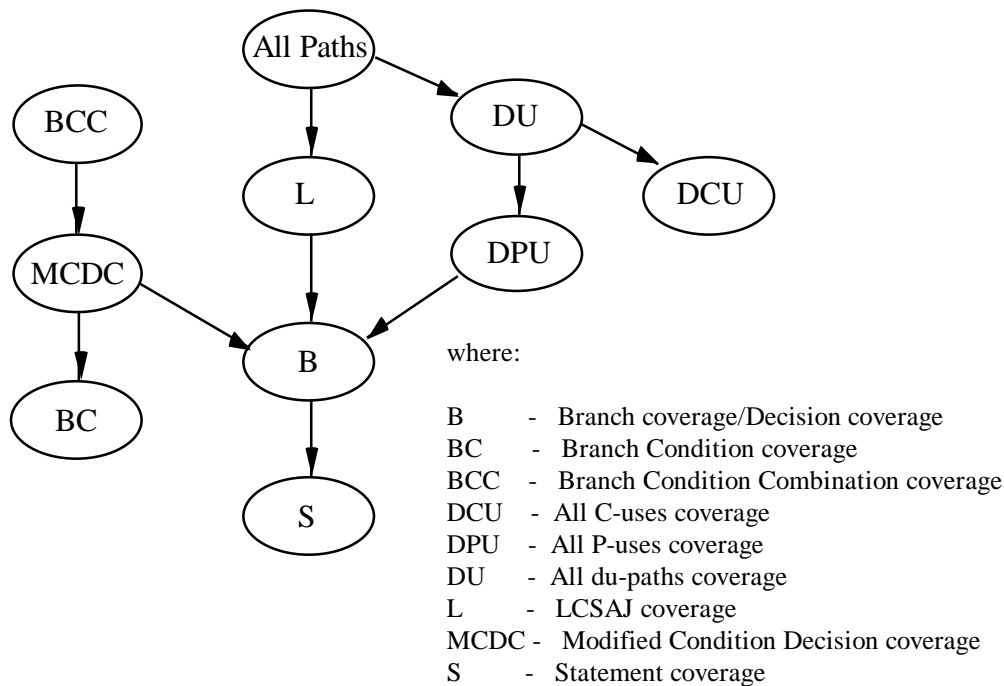 All Paths
BCC
DU
L
DCU
MCDC
DPU
B
BC
S
where:
B - Branch coverage/Decision coverage
BC - Branch Condition coverage
BCC - Branch Condition Combination coverage
DCU - All C-uses coverage
DPU - All P-uses coverage
DU - All du-paths coverage
L - LCSAJ coverage
MCDC - Modified Condition Decision coverage
S - Statement coverage